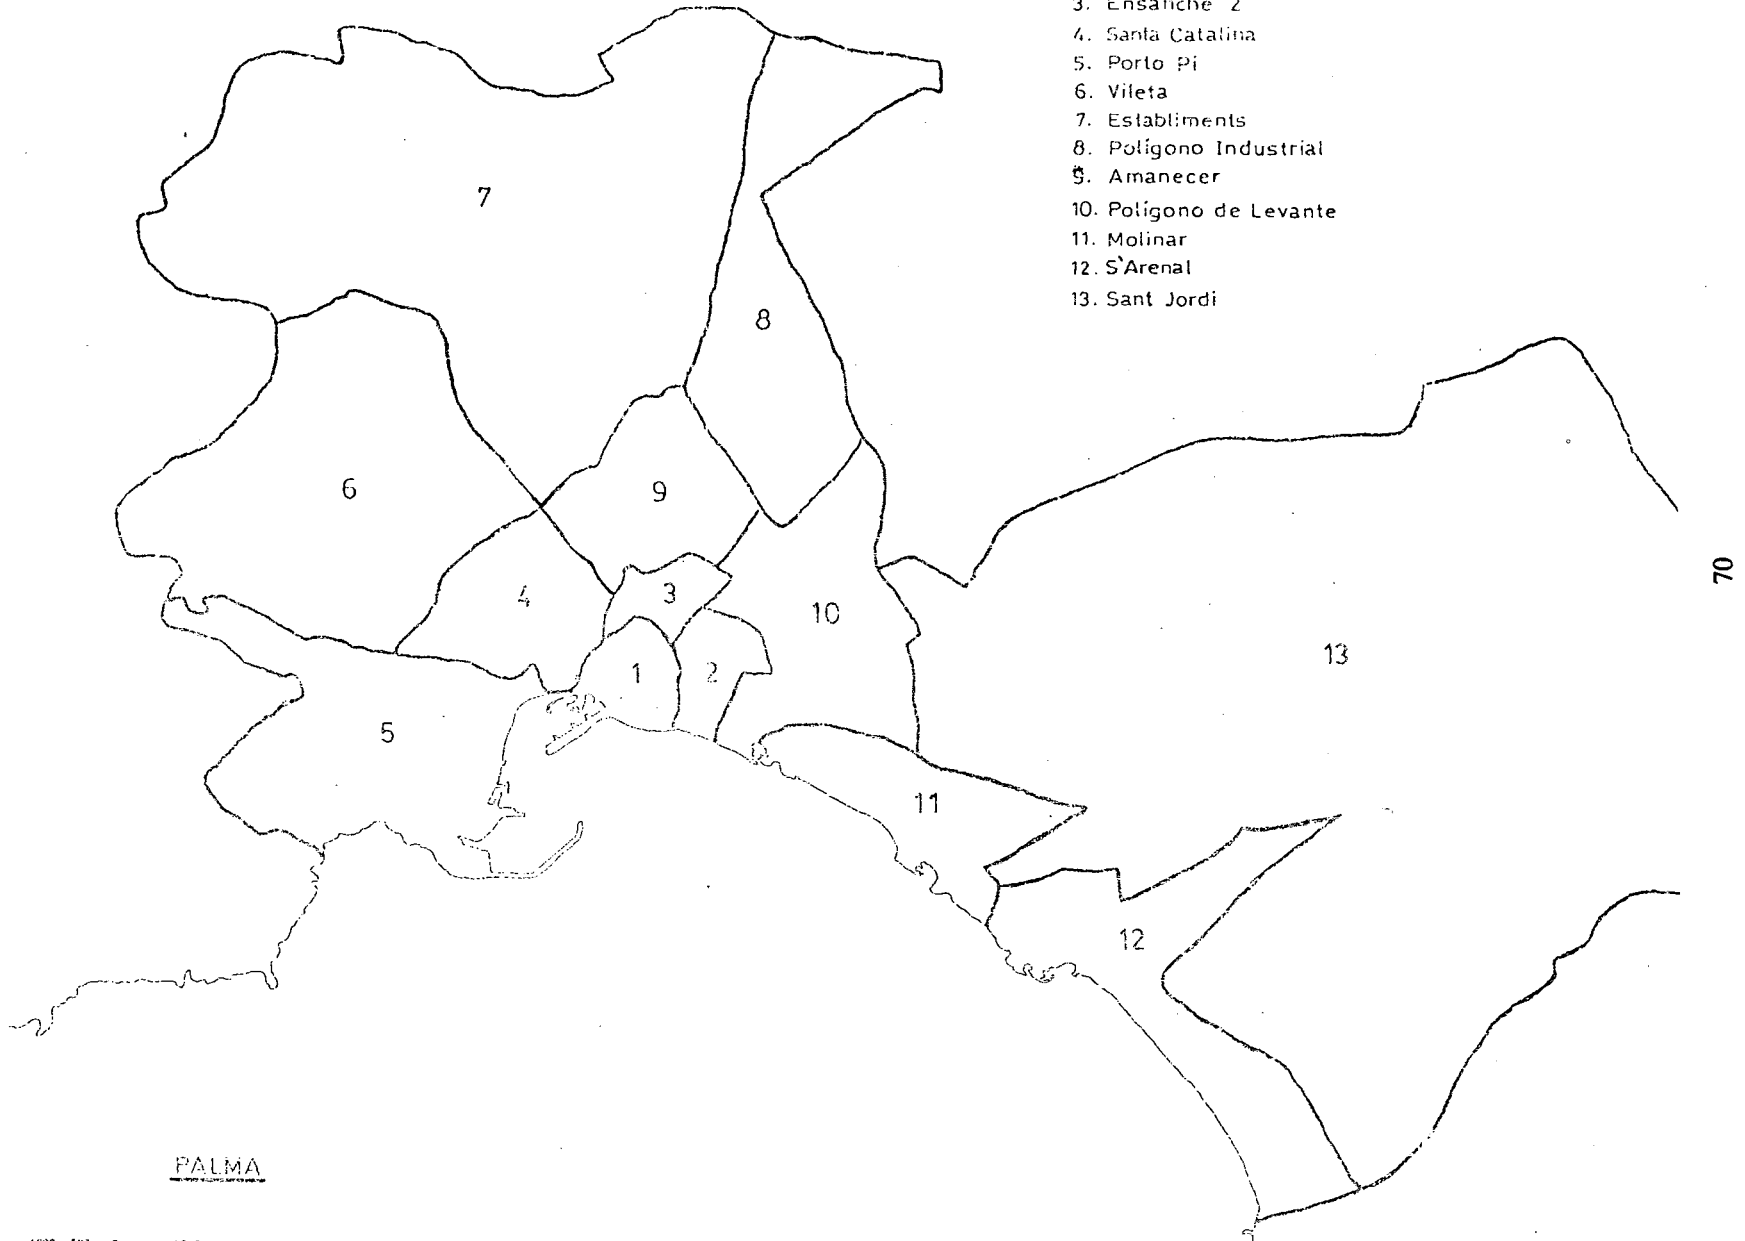 3. Ensanche 2
4. Santa Catalina
5. Porto Pi
6. Vileta
7. Establiments
8. Polígono Industrial
9. Amanecer
10. Polígono de Levante
11. Molinar
12. S'Arenal
13. Sant Jordi
7
8
6
9
4
3
10
13
1
2
5
11
12
70
PALMA